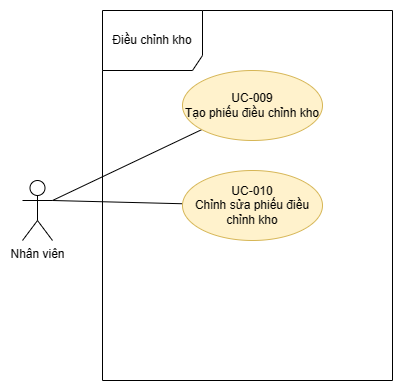 Điều chỉnh kho
UC-009
Tạo phiếu điều chỉnh kho
UC-010
Chỉnh sửa phiếu điều
chỉnh kho
Nhân viên